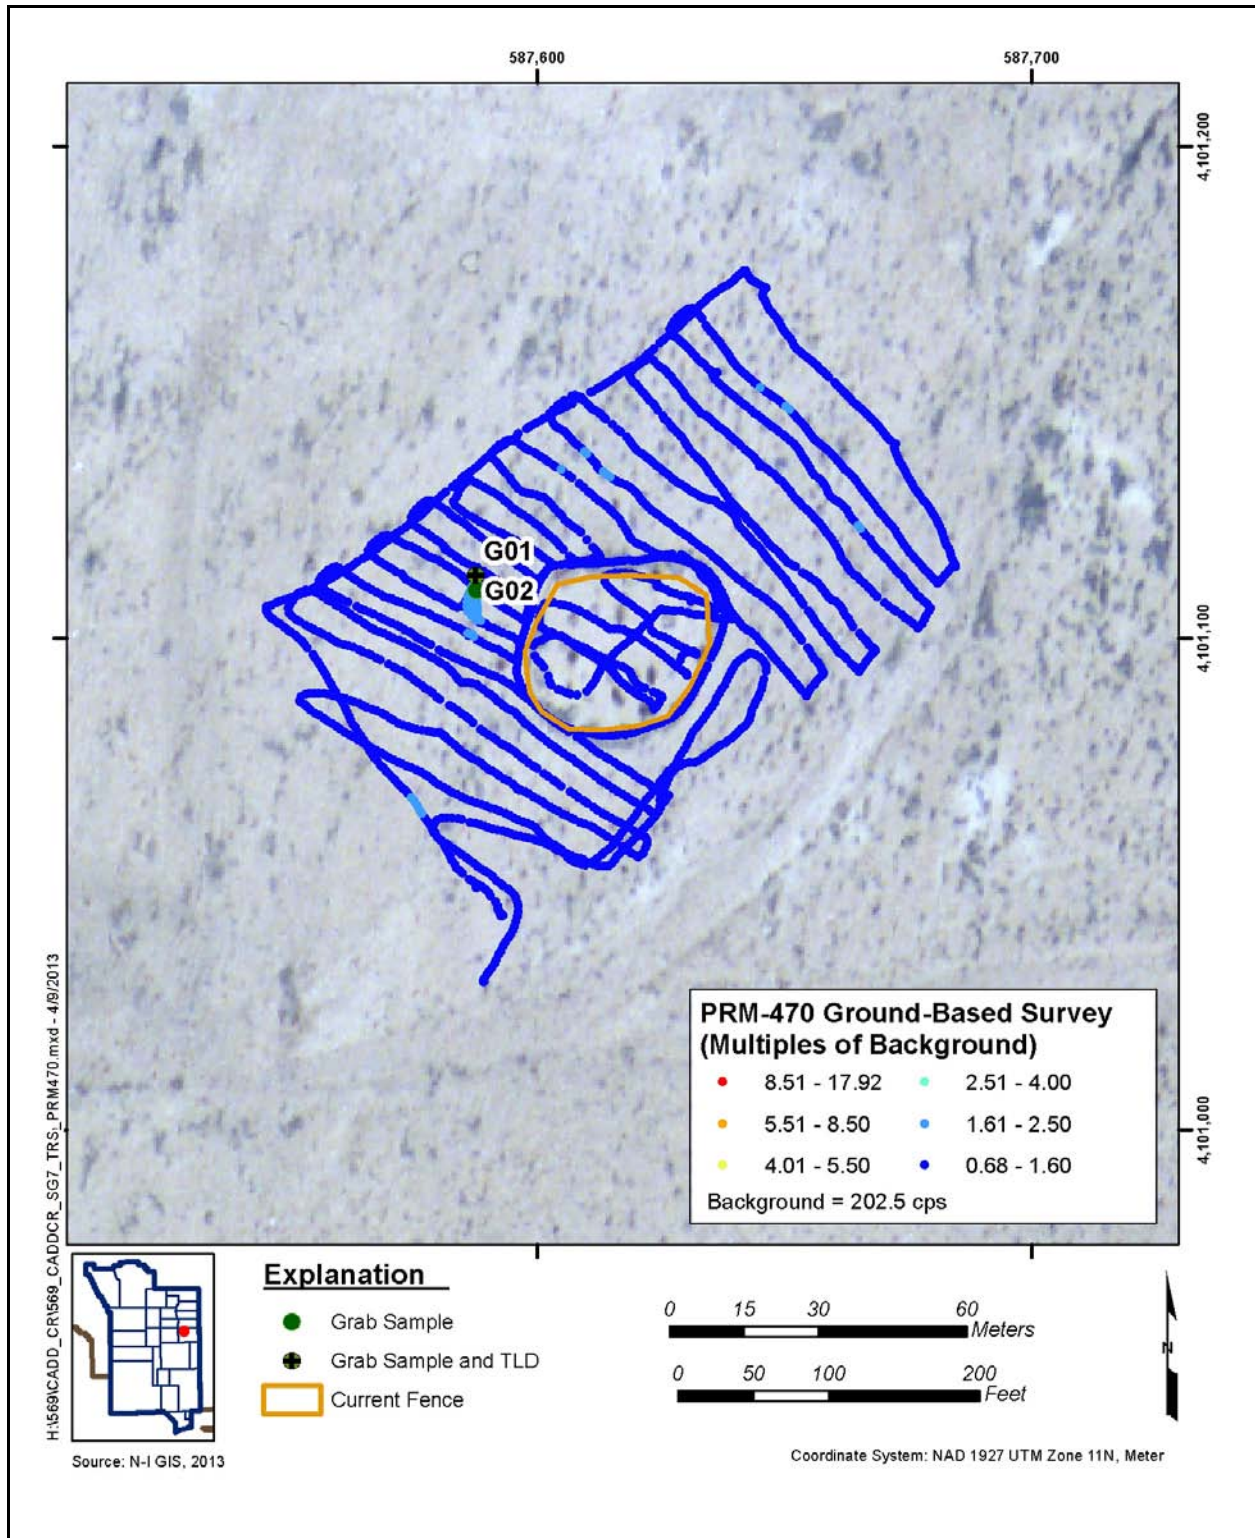 587,600
587,700
4,101,200
G01
G02
4,101,100
H:\569\CADD_CR\569_CADDCR_SG7_TRS_PRM470.mxd - 4/9/2013
PRM-470 Ground-Based Survey
(Multiples of Background)
8.51 - 17.92
2.51 - 4.00
5.51 - 8.50
1.61 - 2.50
4.01 - 5.50
0.68 - 1.60
Background = 202.5 cps
4,101,000
Explanation
Grab Sample
Grab Sample and TLD
Current Fence
0 15 30 60
Meters
0 50 100 200
Feet
N
Source: N-I GIS, 2013
Coordinate System: NAD 1927 UTM Zone 11N, Meter